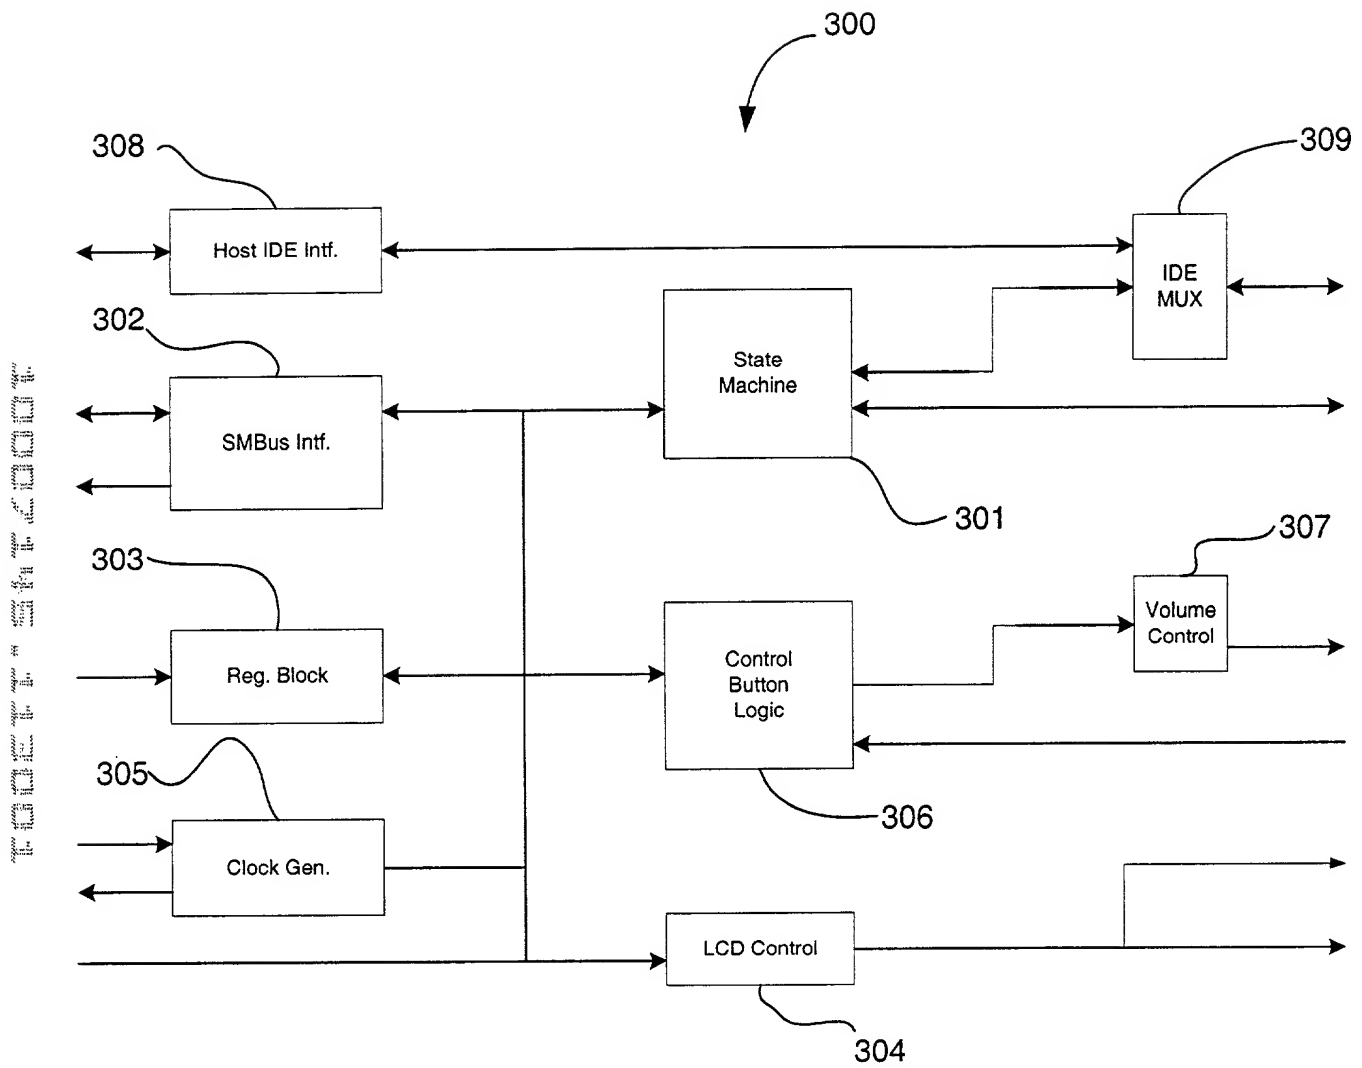 300
308
309
Host IDE Intf.
IDE
MUX
302
State
Machine
SMBus Intf.
301
307
303
Volume
Control
Control
Button
Logic
Reg. Block
305
306
Clock Gen.
LCD Control
304